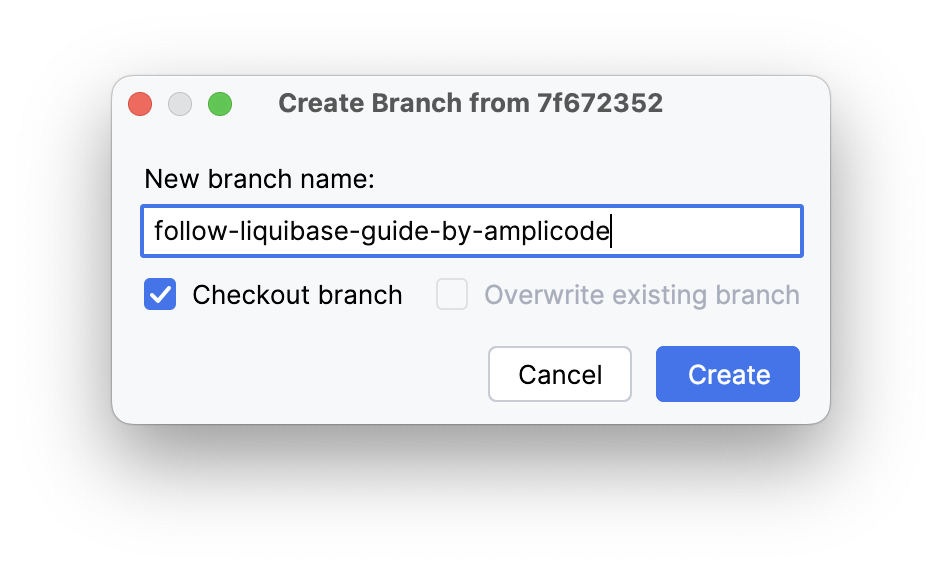 Create Branch from 7f672352
New branch name:
follow-liquibase-guide-by-amplicode
Checkout branch Overwrite existing branch
Cancel Create